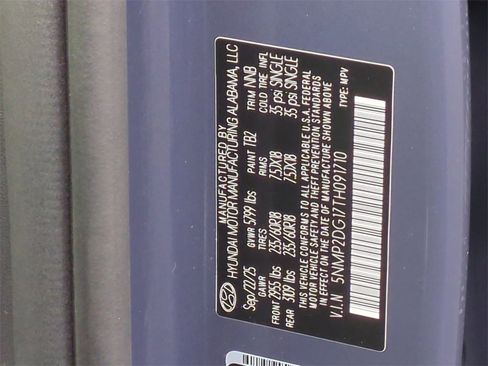 MANUFACTURED BY
HYUNDAI MOTOR MANUFACTURING ALABAMA, LLC
Sep/22/25 GVWR 5799 lbs PAINT TB2 TRIM NNB
GAWR TIRES RIMS COLD TIRE INFL
FRONT 2955 lbs 235/60R18 7.5JX18 35 psi SINGLE
REAR 3109 lbs 235/60R18 7.5JX18 35 psi SINGLE
THIS VEHICLE CONFORMS TO ALL APPLICABLE U.S.A. FEDERAL
MOTOR VEHICLE SAFETY AND THEFT PREVENTION STANDARDS
IN EFFECT ON THE DATE OF MANUFACTURE SHOWN ABOVE
V.I.N 5NMP2DG17TH091710 TYPE: MPV